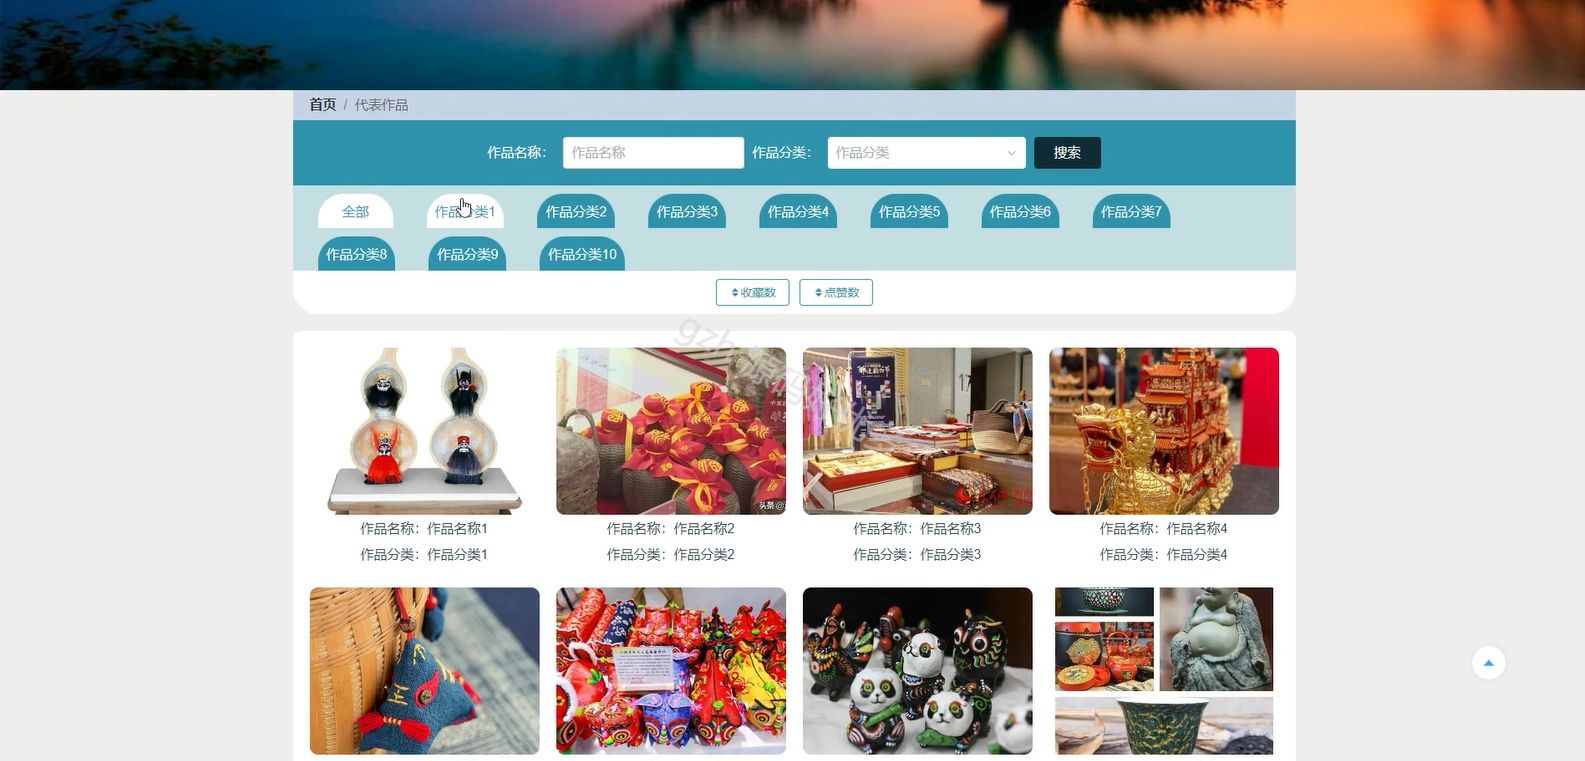 首页 / 代表作品
作品名称： 作品名称 作品分类： 作品分类 搜索
全部 作品分类1 作品分类2 作品分类3 作品分类4 作品分类5 作品分类6 作品分类7
作品分类8 作品分类9 作品分类10
收藏数 点赞数
作品名称：作品名称1 作品名称：作品名称2 作品名称：作品名称3 作品名称：作品名称4
作品分类：作品分类1 作品分类：作品分类2 作品分类：作品分类3 作品分类：作品分类4